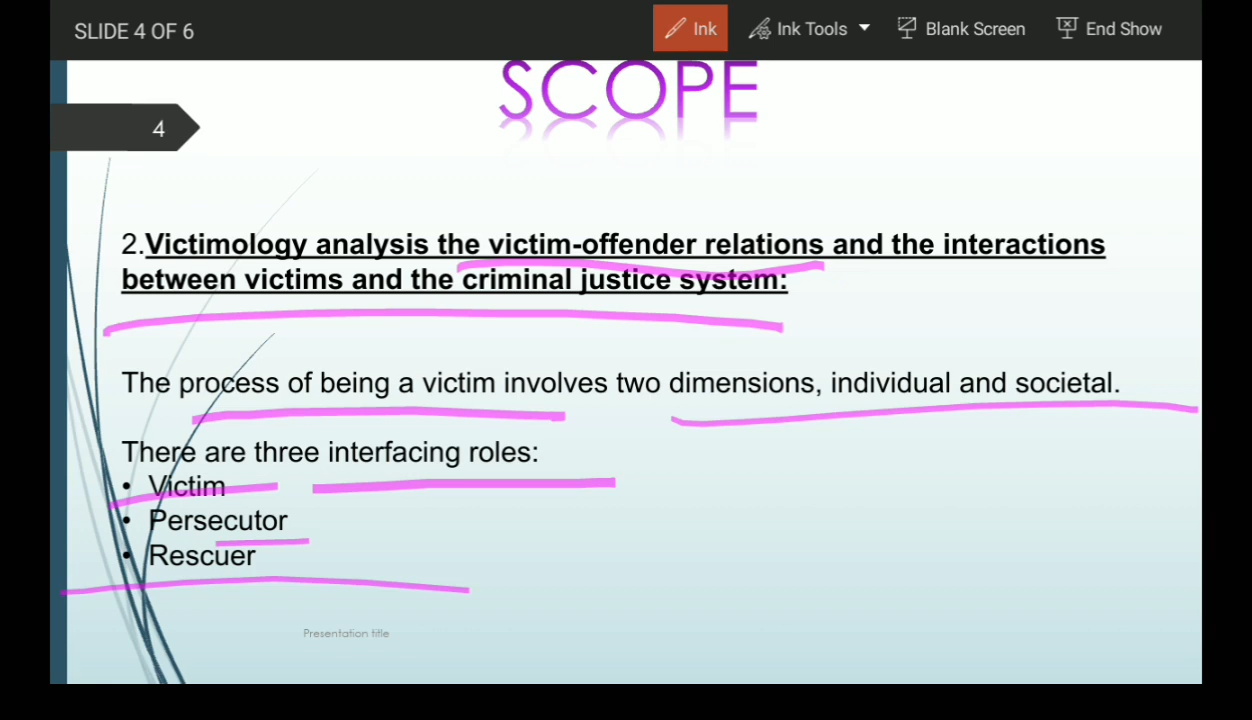 SLIDE 4 OF 6
Ink
Ink Tools
Blank Screen
End Show
SCOPE
4
2.Victimology analysis the victim-offender relations and the interactions
between victims and the criminal justice system:
The process of being a victim involves two dimensions, individual and societal.
There are three interfacing roles:
• Victim
• Persecutor
• Rescuer
Presentation title